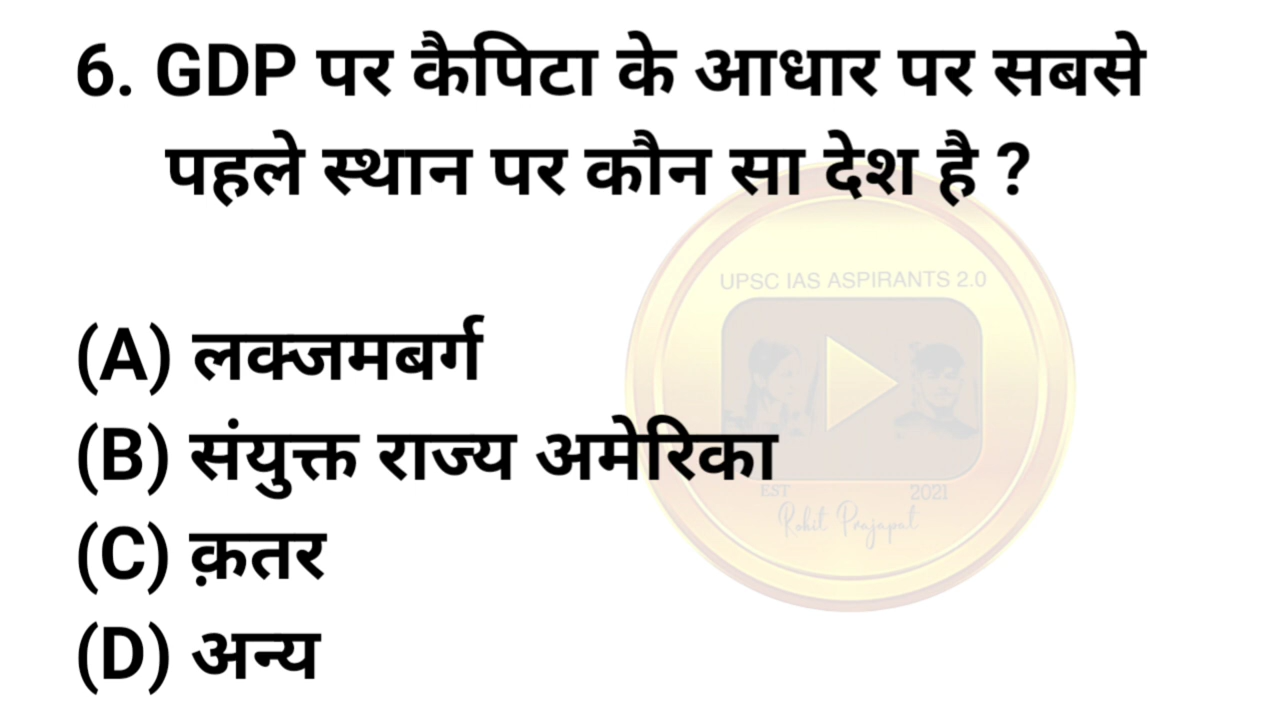 6. GDP पर कैपिटा के आधार पर सबसे
पहले स्थान पर कौन सा देश है ?
UPSC IAS ASPIRANTS 2.0
(A) लक्जमबर्ग
(B) संयुक्त राज्य अमेरिका
EST 2021
Rohit Prajapat
(C) क़तर
(D) अन्य